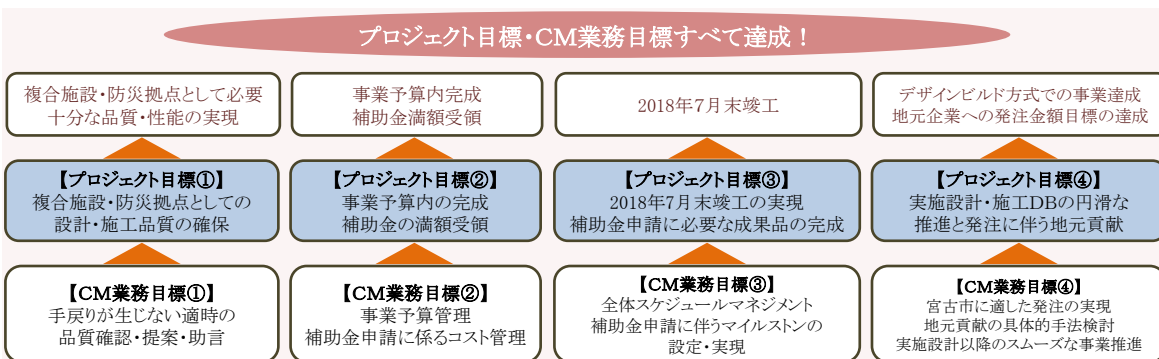 プロジェクト目標・CM業務目標すべて達成！
複合施設・防災拠点として必要
十分な品質・性能の実現
事業予算内完成
補助金満額受領
2018年7月末竣工
デザインビルド方式での事業達成
地元企業への発注金額目標の達成
【プロジェクト目標①】
複合施設・防災拠点としての
設計・施工品質の確保
【プロジェクト目標②】
事業予算内の完成
補助金の満額受領
【プロジェクト目標③】
2018年7月末竣工の実現
補助金申請に必要な成果品の完成
【プロジェクト目標④】
実施設計・施工DBの円滑な
推進と発注に伴う地元貢献
【CM業務目標①】
手戻りが生じない適時の
品質確認・提案・助言
【CM業務目標②】
事業予算管理
補助金申請に係るコスト管理
【CM業務目標③】
全体スケジュールマネジメント
補助金申請に伴うマイルストンの
設定・実現
【CM業務目標④】
宮古市に適した発注の実現
地元貢献の具体的手法検討
実施設計以降のスムーズな事業推進